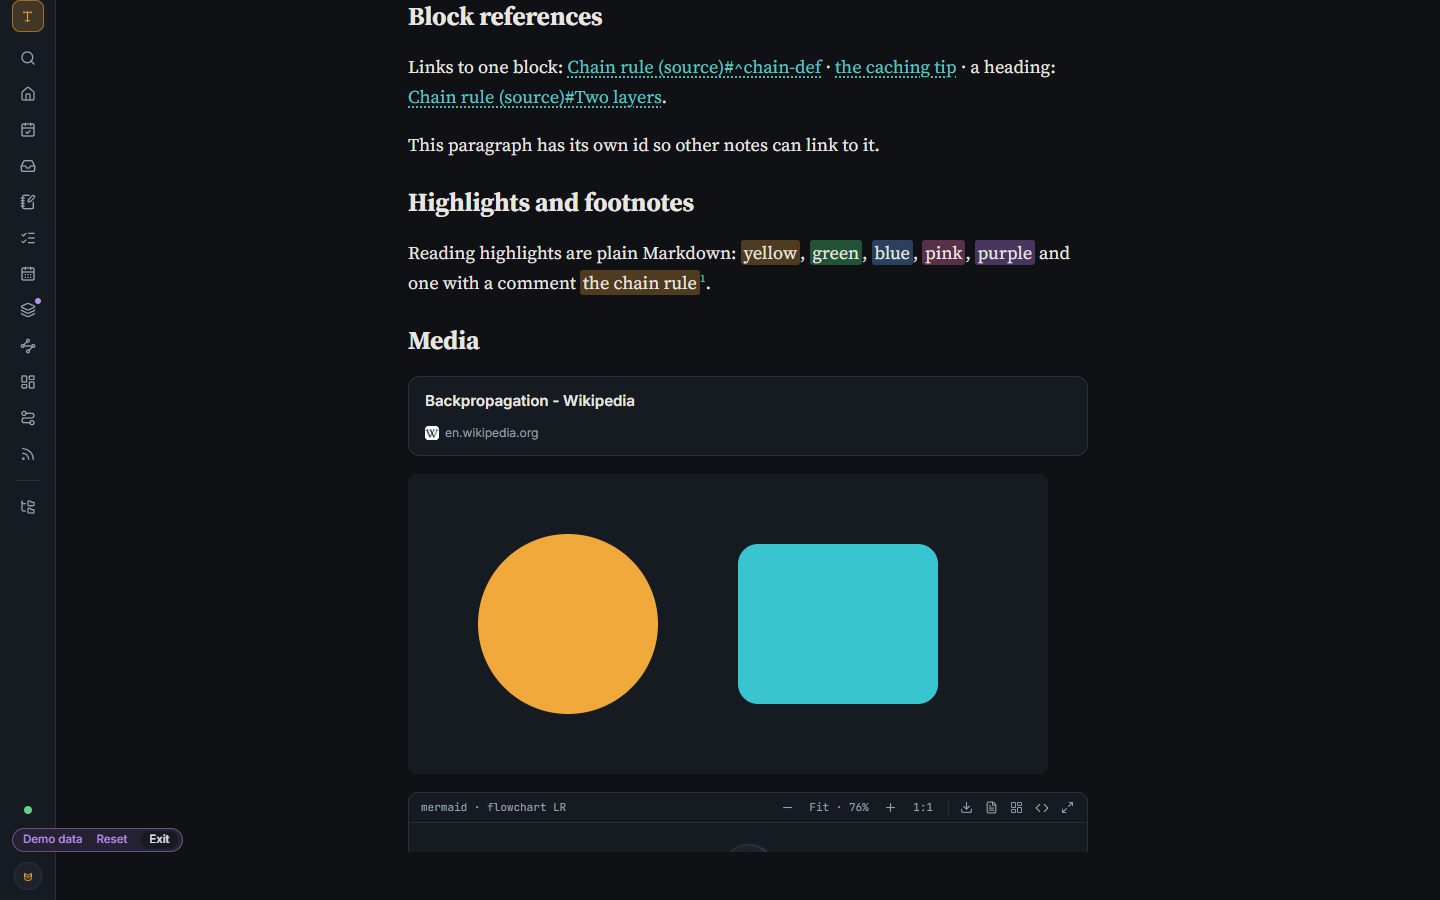 T
Block references
Links to one block: Chain rule (source)#^chain-def · the caching tip · a heading:
Chain rule (source)#Two layers.
This paragraph has its own id so other notes can link to it.
Highlights and footnotes
Reading highlights are plain Markdown: yellow, green, blue, pink, purple and
one with a comment the chain rule1.
Media
Backpropagation - Wikipedia
W en.wikipedia.org
mermaid · flowchart LR − Fit · 76% + 1:1
Demo data Reset Exit